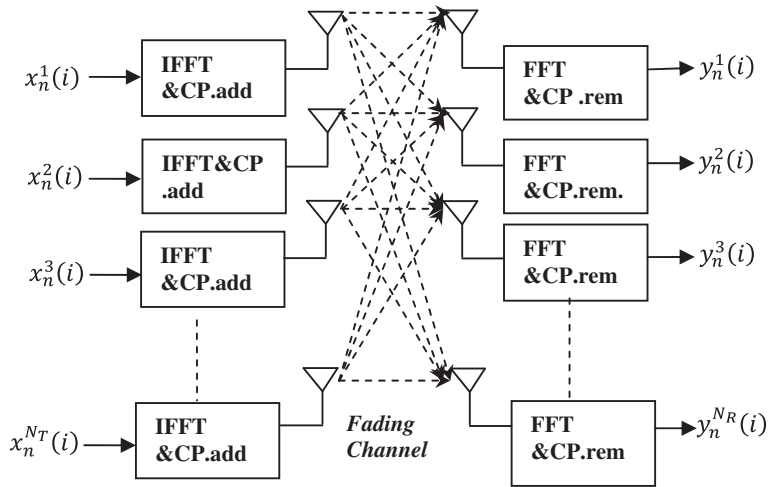 x_n^1(i)
IFFT
&CP.add
FFT
&CP .rem
y_n^1(i)
x_n^2(i)
IFFT&CP
.add
FFT
&CP.rem.
y_n^2(i)
x_n^3(i)
IFFT
&CP.add
FFT
&CP.rem
y_n^3(i)
x_n^{N_T}(i)
IFFT
&CP.add
Fading
Channel
FFT
&CP.rem
y_n^{N_R}(i)